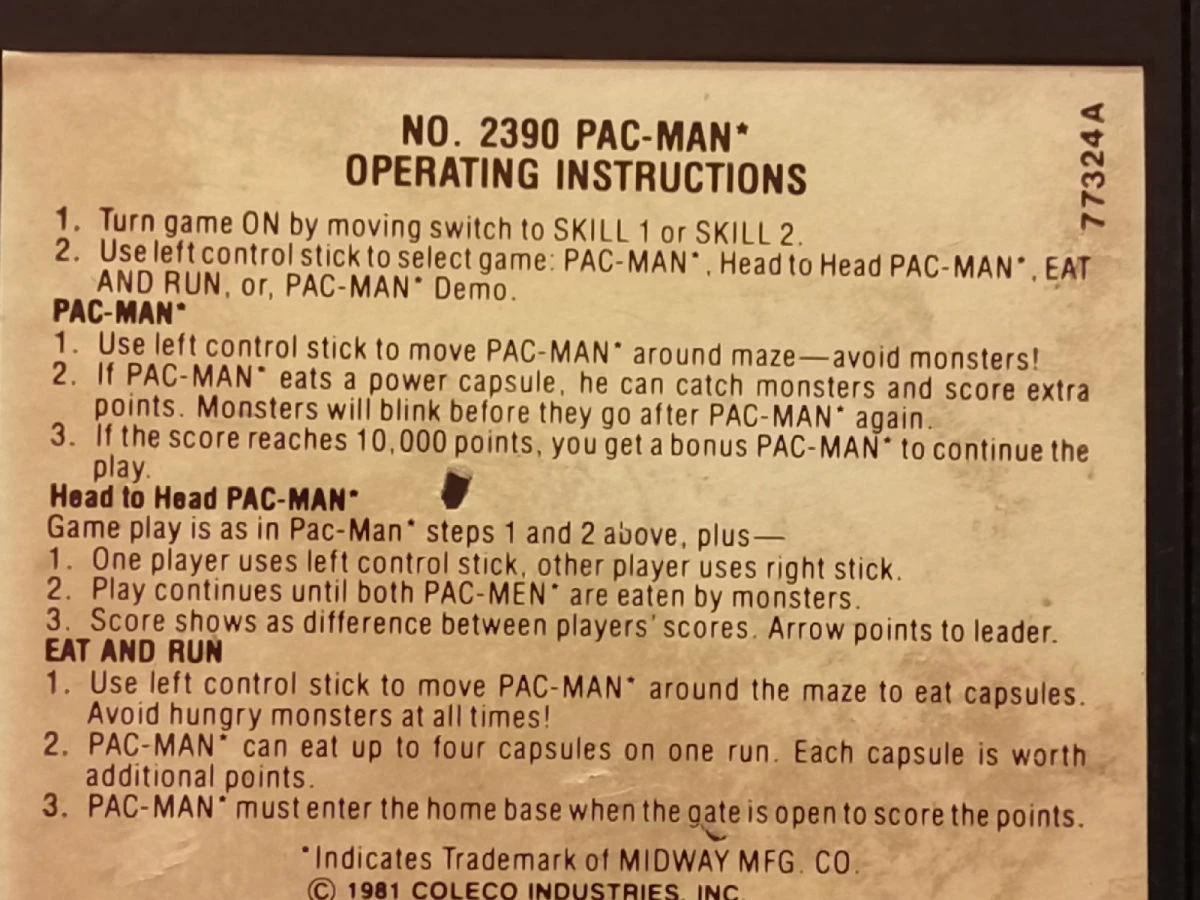 NO. 2390 PAC-MAN*
OPERATING INSTRUCTIONS
77324A
1. Turn game ON by moving switch to SKILL 1 or SKILL 2.
2. Use left control stick to select game: PAC-MAN*, Head to Head PAC-MAN*, EAT
AND RUN, or, PAC-MAN* Demo.
PAC-MAN*
1. Use left control stick to move PAC-MAN* around maze—avoid monsters!
2. If PAC-MAN* eats a power capsule, he can catch monsters and score extra
points. Monsters will blink before they go after PAC-MAN* again.
3. If the score reaches 10,000 points, you get a bonus PAC-MAN* to continue the
play.
Head to Head PAC-MAN*
Game play is as in Pac-Man* steps 1 and 2 above, plus—
1. One player uses left control stick, other player uses right stick.
2. Play continues until both PAC-MEN* are eaten by monsters.
3. Score shows as difference between players' scores. Arrow points to leader.
EAT AND RUN
1. Use left control stick to move PAC-MAN* around the maze to eat capsules.
Avoid hungry monsters at all times!
2. PAC-MAN* can eat up to four capsules on one run. Each capsule is worth
additional points.
3. PAC-MAN* must enter the home base when the gate is open to score the points.
*Indicates Trademark of MIDWAY MFG. CO.
© 1981 COLECO INDUSTRIES, INC.